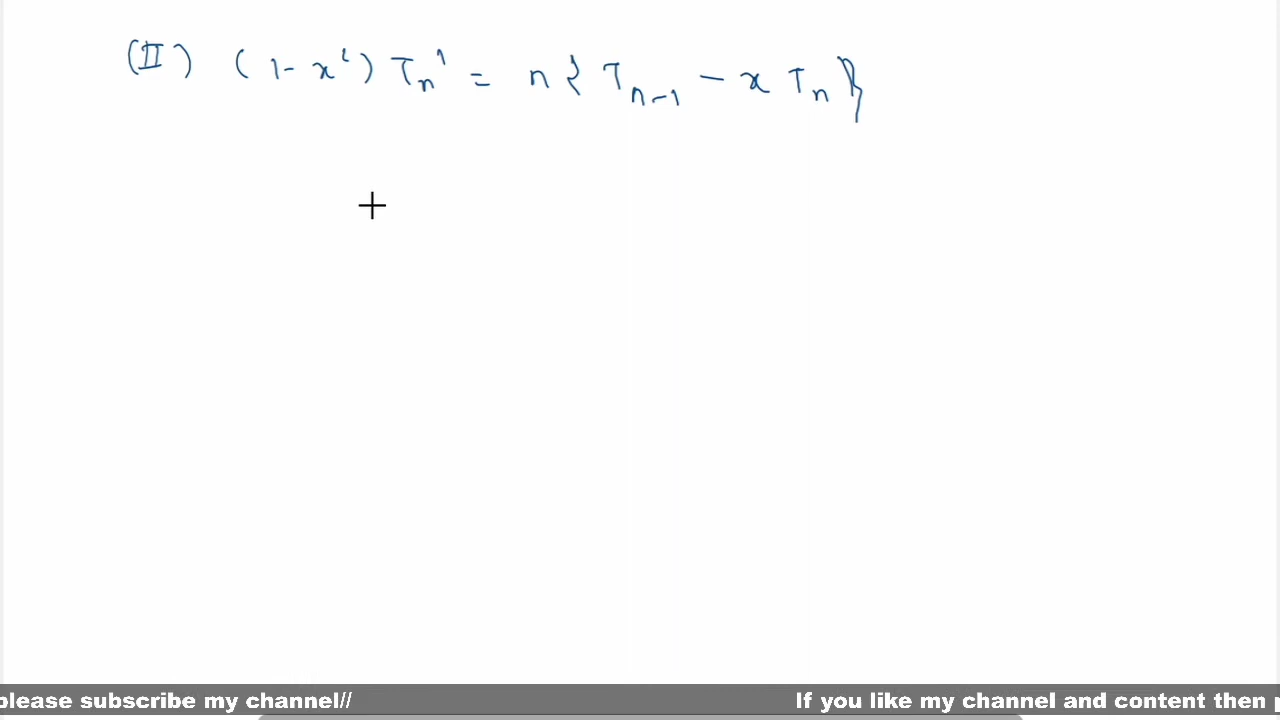 (II) (1-x²) Tₙ' = n { Tₙ₋₁ - x Tₙ }
please subscribe my channel// If you like my channel and content then